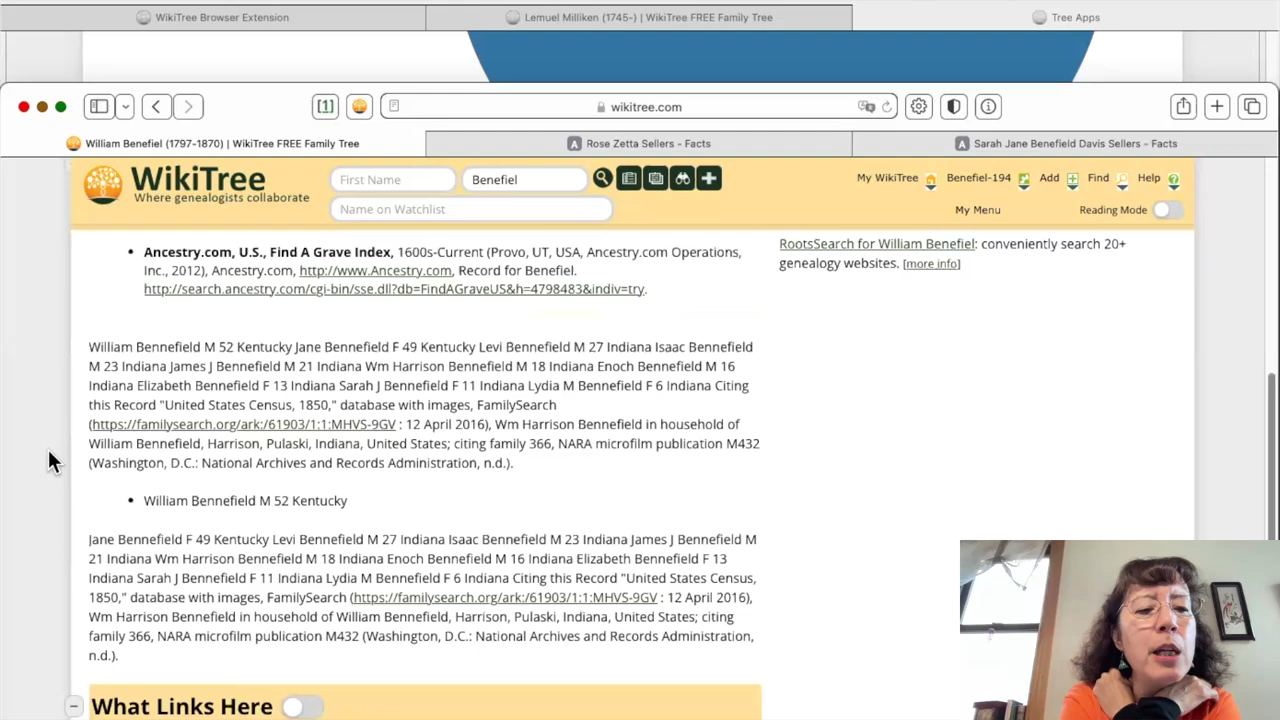 WikiTree Browser Extension
Lemuel Milliken (1745-) | WikiTree FREE Family Tree
Tree Apps
[1]
wikitree.com
William Benefiel (1797-1870) | WikiTree FREE Family Tree
A Rose Zetta Sellers - Facts
A Sarah Jane Benefield Davis Sellers - Facts
WikiTree
Where genealogists collaborate
First Name
Benefiel
Name on Watchlist
My WikiTree
Benefiel-194
Add
Find
Help
My Menu
Reading Mode
• Ancestry.com, U.S., Find A Grave Index, 1600s-Current (Provo, UT, USA, Ancestry.com Operations,
Inc., 2012), Ancestry.com, http://www.Ancestry.com, Record for Benefiel.
http://search.ancestry.com/cgi-bin/sse.dll?db=FindAGraveUS&h=4798483&indiv=try.
RootsSearch for William Benefiel: conveniently search 20+
genealogy websites. [more info]
William Bennefield M 52 Kentucky Jane Bennefield F 49 Kentucky Levi Bennefield M 27 Indiana Isaac Bennefield
M 23 Indiana James J Bennefield M 21 Indiana Wm Harrison Bennefield M 18 Indiana Enoch Bennefield M 16
Indiana Elizabeth Bennefield F 13 Indiana Sarah J Bennefield F 11 Indiana Lydia M Bennefield F 6 Indiana Citing
this Record "United States Census, 1850," database with images, FamilySearch
(https://familysearch.org/ark:/61903/1:1:MHVS-9GV : 12 April 2016), Wm Harrison Bennefield in household of
William Bennefield, Harrison, Pulaski, Indiana, United States; citing family 366, NARA microfilm publication M432
(Washington, D.C.: National Archives and Records Administration, n.d.).
• William Bennefield M 52 Kentucky
Jane Bennefield F 49 Kentucky Levi Bennefield M 27 Indiana Isaac Bennefield M 23 Indiana James J Bennefield M
21 Indiana Wm Harrison Bennefield M 18 Indiana Enoch Bennefield M 16 Indiana Elizabeth Bennefield F 13
Indiana Sarah J Bennefield F 11 Indiana Lydia M Bennefield F 6 Indiana Citing this Record "United States Census,
1850," database with images, FamilySearch (https://familysearch.org/ark:/61903/1:1:MHVS-9GV : 12 April 2016),
Wm Harrison Bennefield in household of William Bennefield, Harrison, Pulaski, Indiana, United States; citing
family 366, NARA microfilm publication M432 (Washington, D.C.: National Archives and Records Administration,
n.d.).
What Links Here